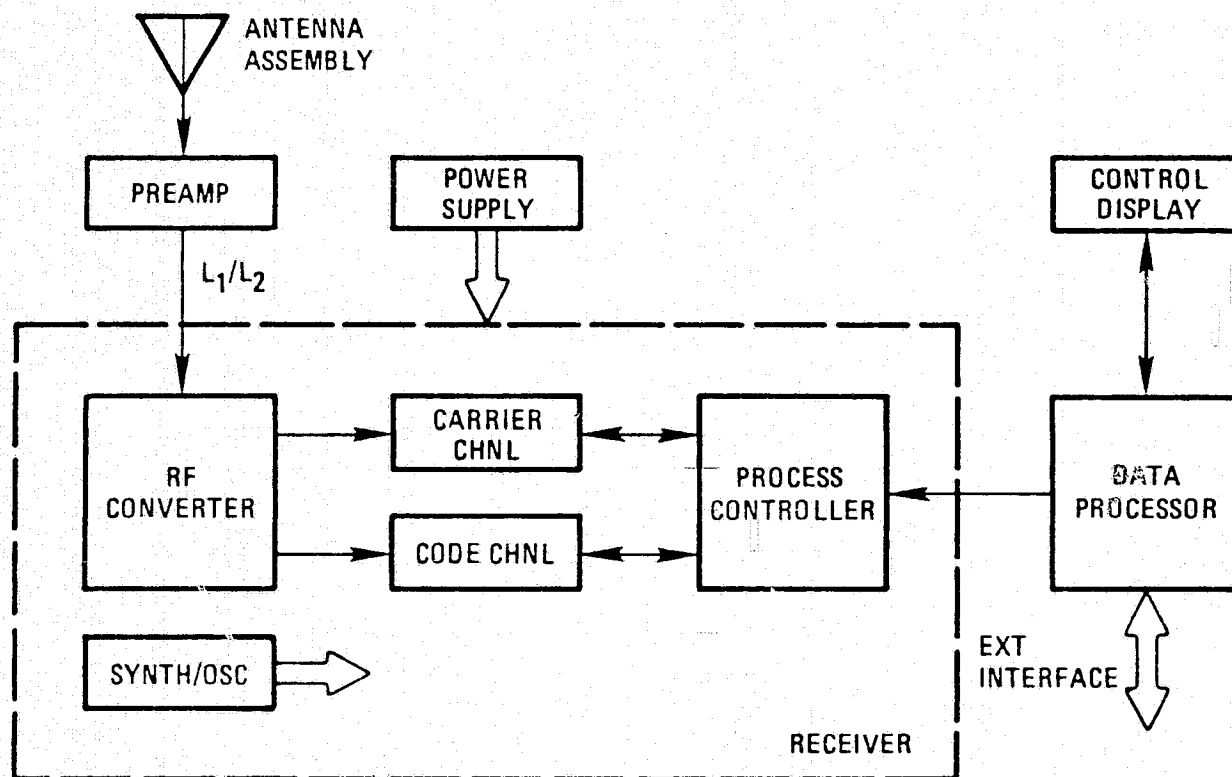 ANTENNA
ASSEMBLY
PREAMP
POWER
SUPPLY
CONTROL
DISPLAY
L1/L2
RF
CONVERTER
CARRIER
CHNL
CODE CHNL
PROCESS
CONTROLLER
DATA
PROCESSOR
SYNTH/OSC
EXT
INTERFACE
RECEIVER